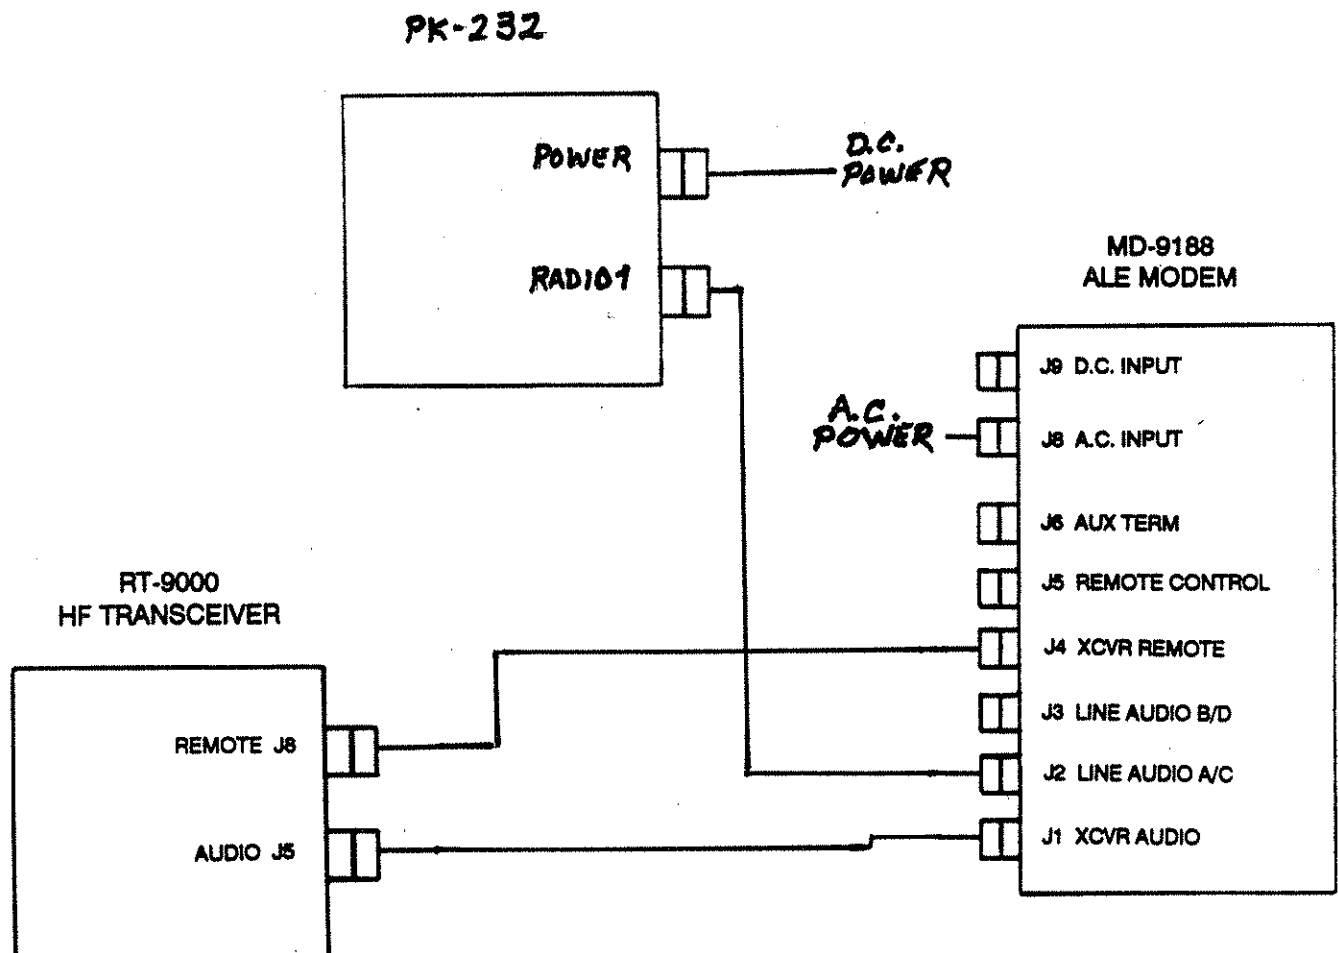 PK-232
POWER
D.C.
POWER
RADIO1
MD-9188
ALE MODEM
J9 D.C. INPUT
A.C.
POWER
J8 A.C. INPUT
J6 AUX TERM
J5 REMOTE CONTROL
RT-9000
HF TRANSCEIVER
J4 XCVR REMOTE
J3 LINE AUDIO B/D
REMOTE J8
J2 LINE AUDIO A/C
J1 XCVR AUDIO
AUDIO J5